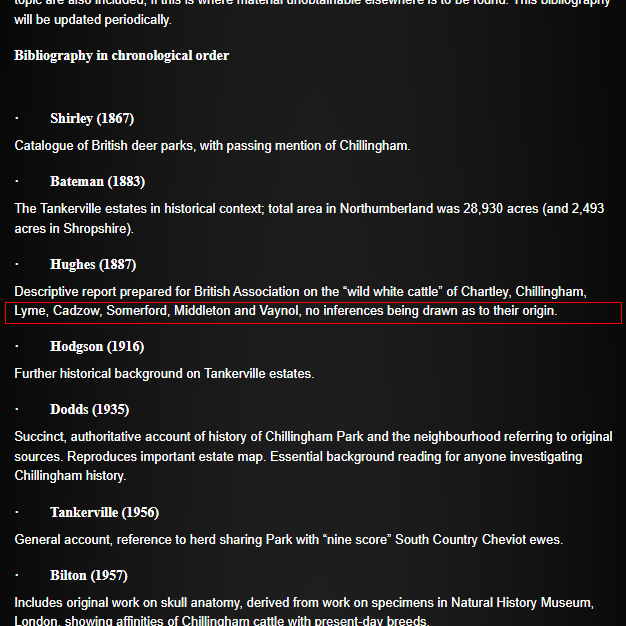 topic are also included, if this is where material unobtainable elsewhere is to be found. This bibliography
will be updated periodically.
Bibliography in chronological order
· Shirley (1867)
Catalogue of British deer parks, with passing mention of Chillingham.
· Bateman (1883)
The Tankerville estates in historical context; total area in Northumberland was 28,930 acres (and 2,493
acres in Shropshire).
· Hughes (1887)
Descriptive report prepared for British Association on the “wild white cattle” of Chartley, Chillingham,
Lyme, Cadzow, Somerford, Middleton and Vaynol, no inferences being drawn as to their origin.
· Hodgson (1916)
Further historical background on Tankerville estates.
· Dodds (1935)
Succinct, authoritative account of history of Chillingham Park and the neighbourhood referring to original
sources. Reproduces important estate map. Essential background reading for anyone investigating
Chillingham history.
· Tankerville (1956)
General account, reference to herd sharing Park with “nine score” South Country Cheviot ewes.
· Bilton (1957)
Includes original work on skull anatomy, derived from work on specimens in Natural History Museum,
London, showing affinities of Chillingham cattle with present-day breeds.